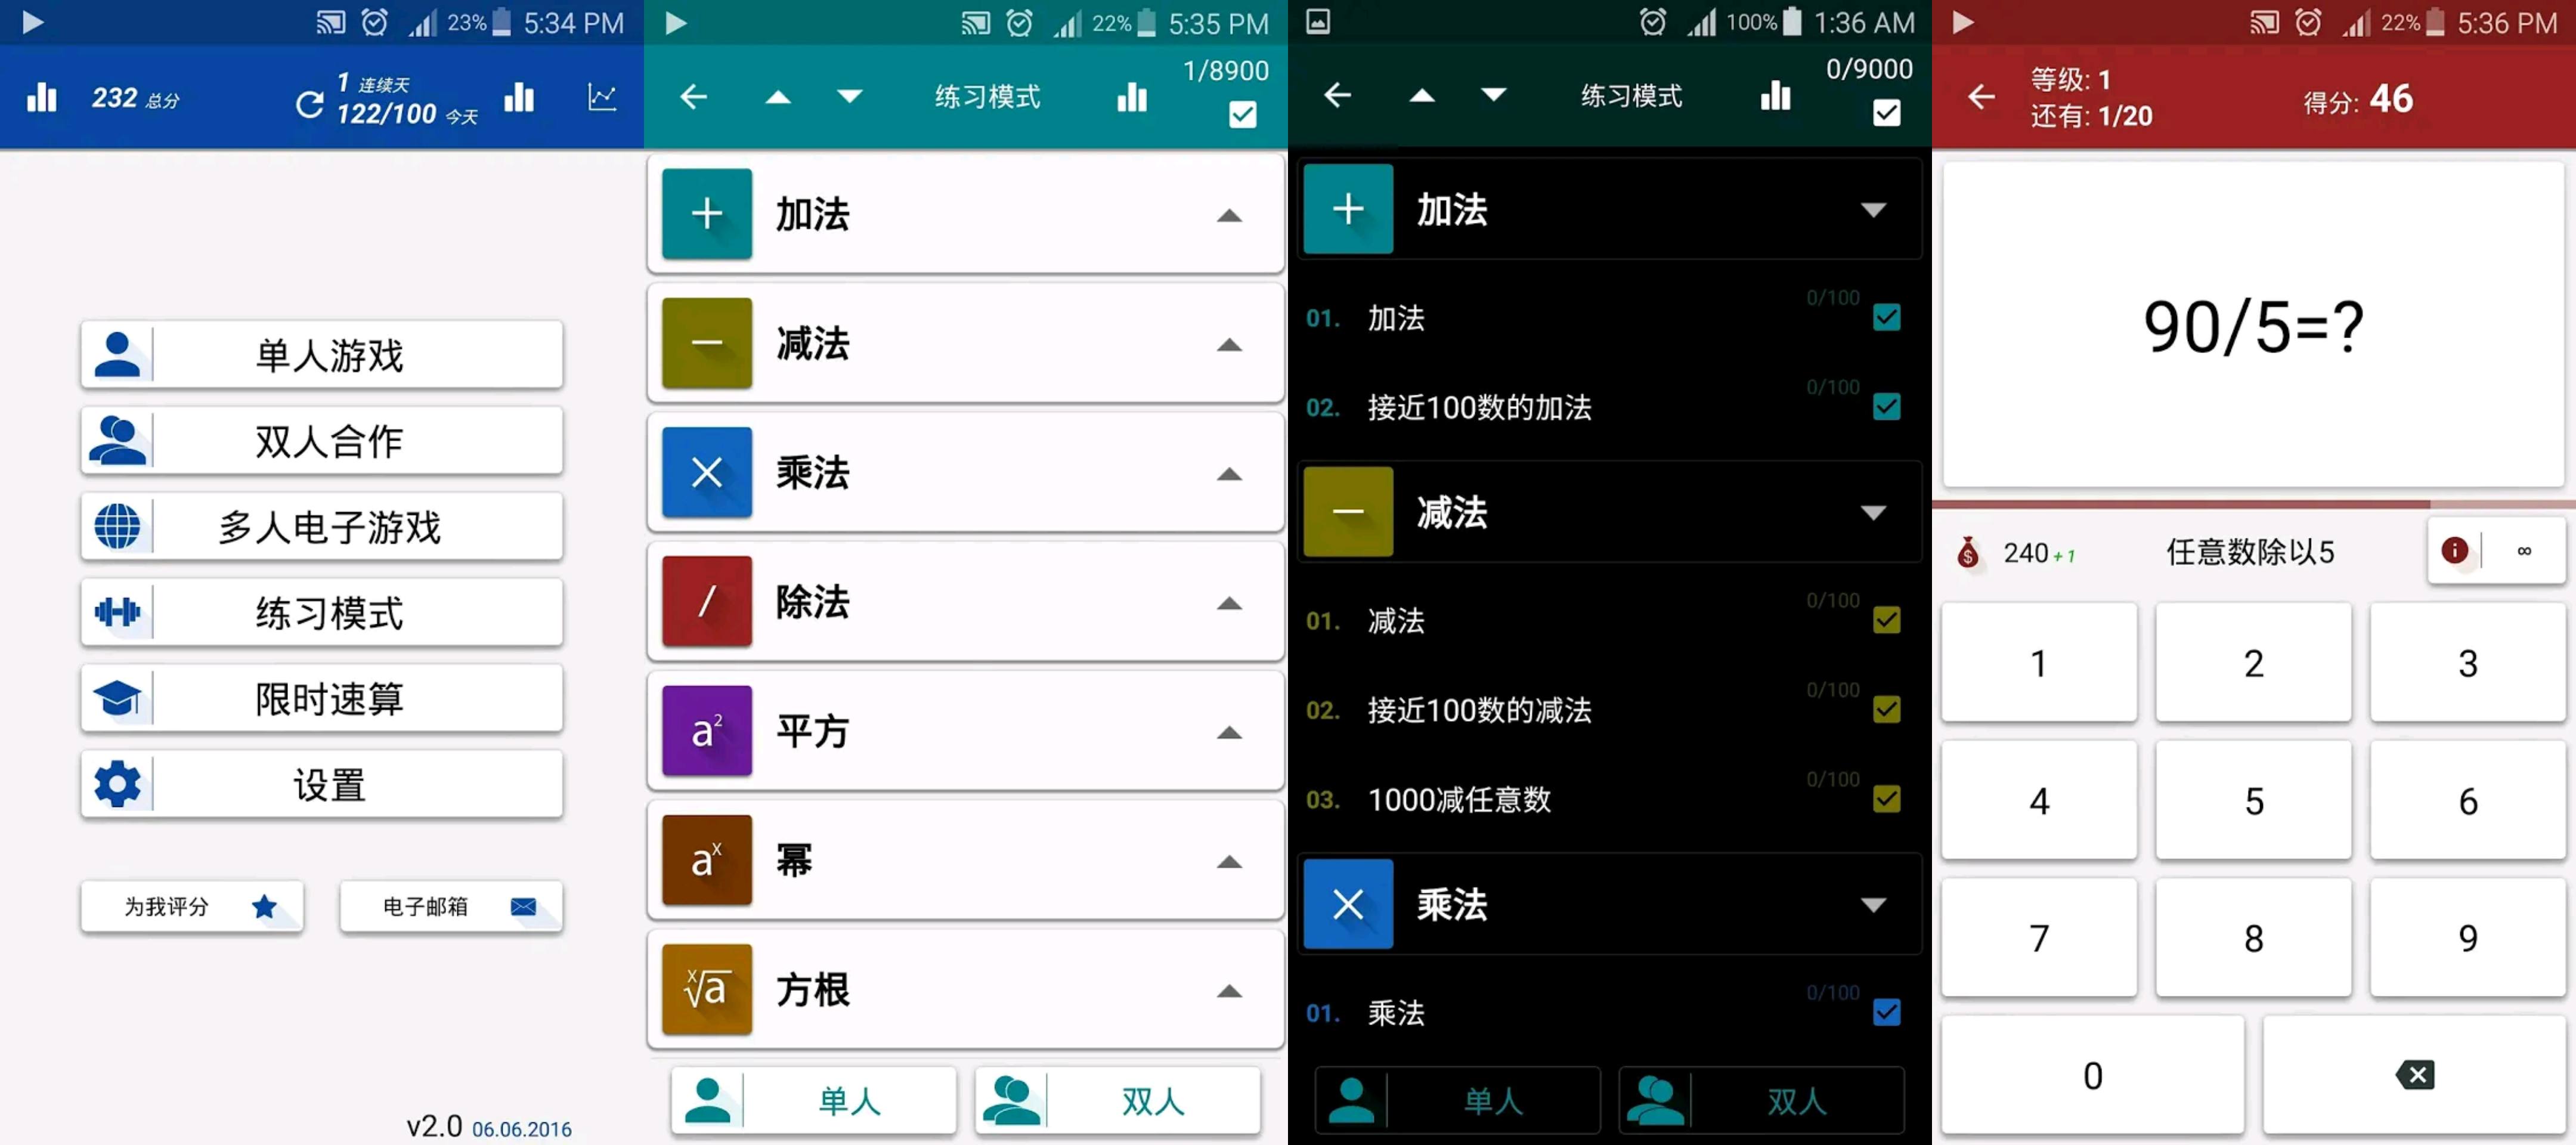 23% 5:34 PM
232 总分
1 连续天
122/100 今天
单人游戏
双人合作
多人电子游戏
练习模式
限时速算
设置
为我评分
电子邮箱
v2.0 06.06.2016
22% 5:35 PM
练习模式
1/8900
+ 加法
− 减法
× 乘法
/ 除法
a² 平方
aˣ 幂
ˣ√a 方根
单人
双人
100% 1:36 AM
练习模式
0/9000
+ 加法
0/100
01. 加法
0/100
02. 接近100数的加法
− 减法
0/100
01. 减法
0/100
02. 接近100数的减法
0/100
03. 1000减任意数
× 乘法
0/100
01. 乘法
单人
双人
22% 5:36 PM
等级: 1
还有: 1/20
得分: 46
90/5=?
240 +1
任意数除以5
∞
1 2 3
4 5 6
7 8 9
0